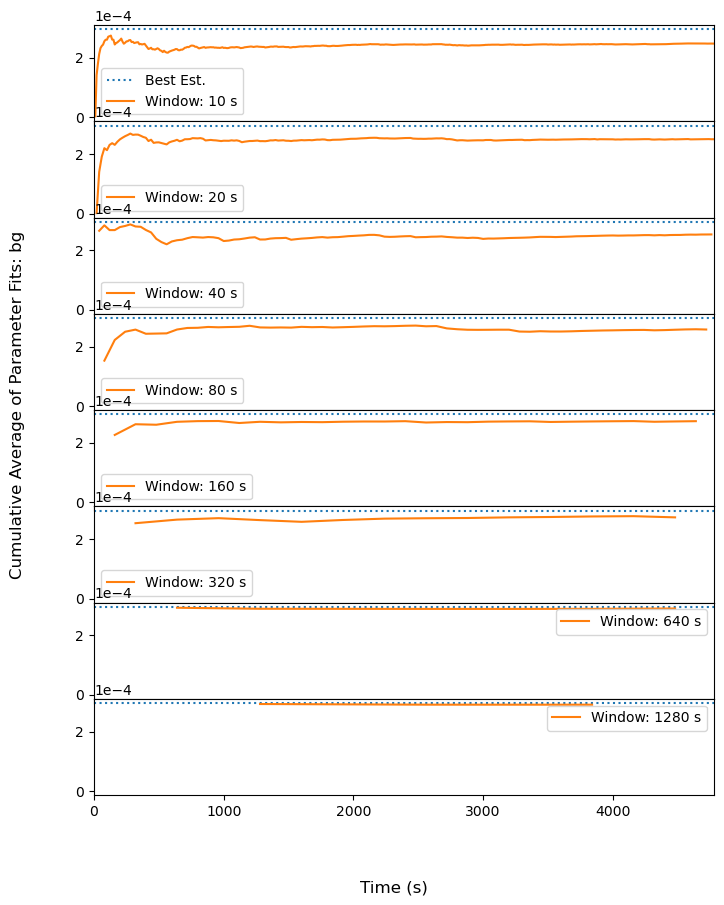 1e−4
2
Best Est.
Window: 10 s
0
1e−4
2
Window: 20 s
0
1e−4
2
Window: 40 s
0
1e−4
2
Window: 80 s
0
1e−4
2
Window: 160 s
0
1e−4
2
Window: 320 s
0
1e−4
Window: 640 s
2
0
1e−4
Window: 1280 s
2
0
0 1000 2000 3000 4000
Time (s)
Cumulative Average of Parameter Fits: bg